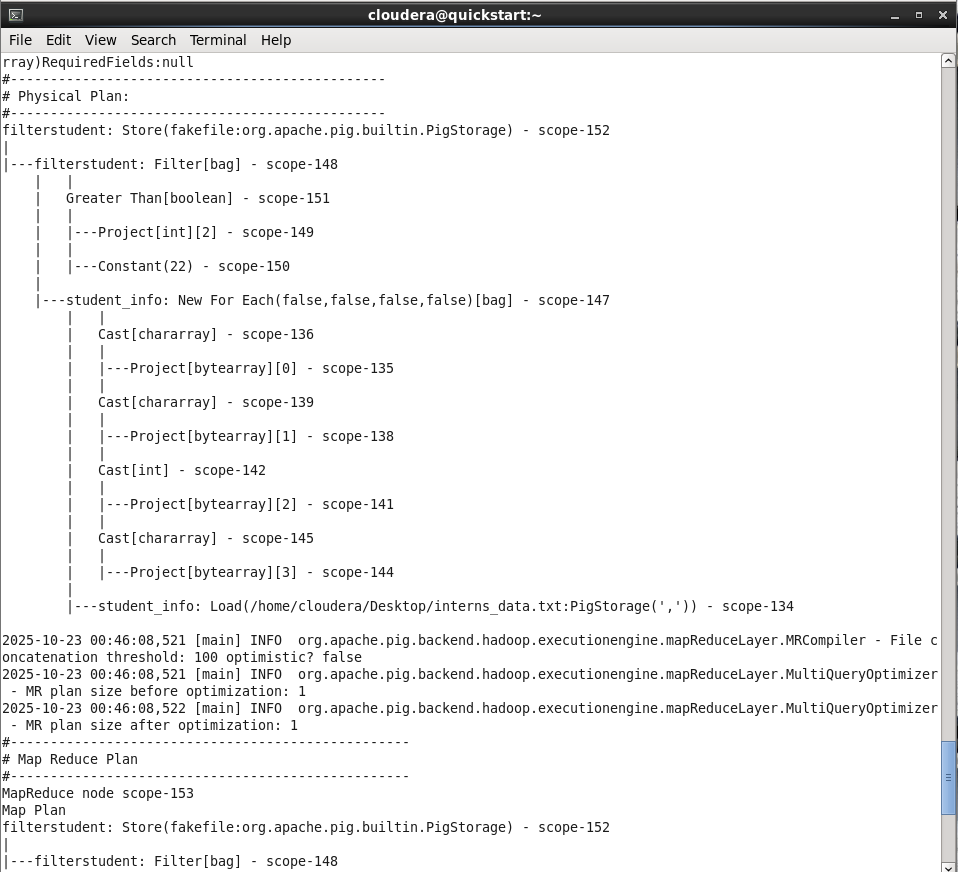 cloudera@quickstart:~
File Edit View Search Terminal Help
rray)RequiredFields:null
#-----------------------------------------------
# Physical Plan:
#-----------------------------------------------
filterstudent: Store(fakefile:org.apache.pig.builtin.PigStorage) - scope-152
|
|---filterstudent: Filter[bag] - scope-148
    |   |
    |   Greater Than[boolean] - scope-151
    |   |
    |   |---Project[int][2] - scope-149
    |   |
    |   |---Constant(22) - scope-150
    |
    |---student_info: New For Each(false,false,false,false)[bag] - scope-147
        |   |
        |   Cast[chararray] - scope-136
        |   |
        |   |---Project[bytearray][0] - scope-135
        |   |
        |   Cast[chararray] - scope-139
        |   |
        |   |---Project[bytearray][1] - scope-138
        |   |
        |   Cast[int] - scope-142
        |   |
        |   |---Project[bytearray][2] - scope-141
        |   |
        |   Cast[chararray] - scope-145
        |   |
        |   |---Project[bytearray][3] - scope-144
        |
        |---student_info: Load(/home/cloudera/Desktop/interns_data.txt:PigStorage(',')) - scope-134

2025-10-23 00:46:08,521 [main] INFO  org.apache.pig.backend.hadoop.executionengine.mapReduceLayer.MRCompiler - File c
oncatenation threshold: 100 optimistic? false
2025-10-23 00:46:08,521 [main] INFO  org.apache.pig.backend.hadoop.executionengine.mapReduceLayer.MultiQueryOptimizer
 - MR plan size before optimization: 1
2025-10-23 00:46:08,522 [main] INFO  org.apache.pig.backend.hadoop.executionengine.mapReduceLayer.MultiQueryOptimizer
 - MR plan size after optimization: 1
#--------------------------------------------------
# Map Reduce Plan
#--------------------------------------------------
MapReduce node scope-153
Map Plan
filterstudent: Store(fakefile:org.apache.pig.builtin.PigStorage) - scope-152
|
|---filterstudent: Filter[bag] - scope-148